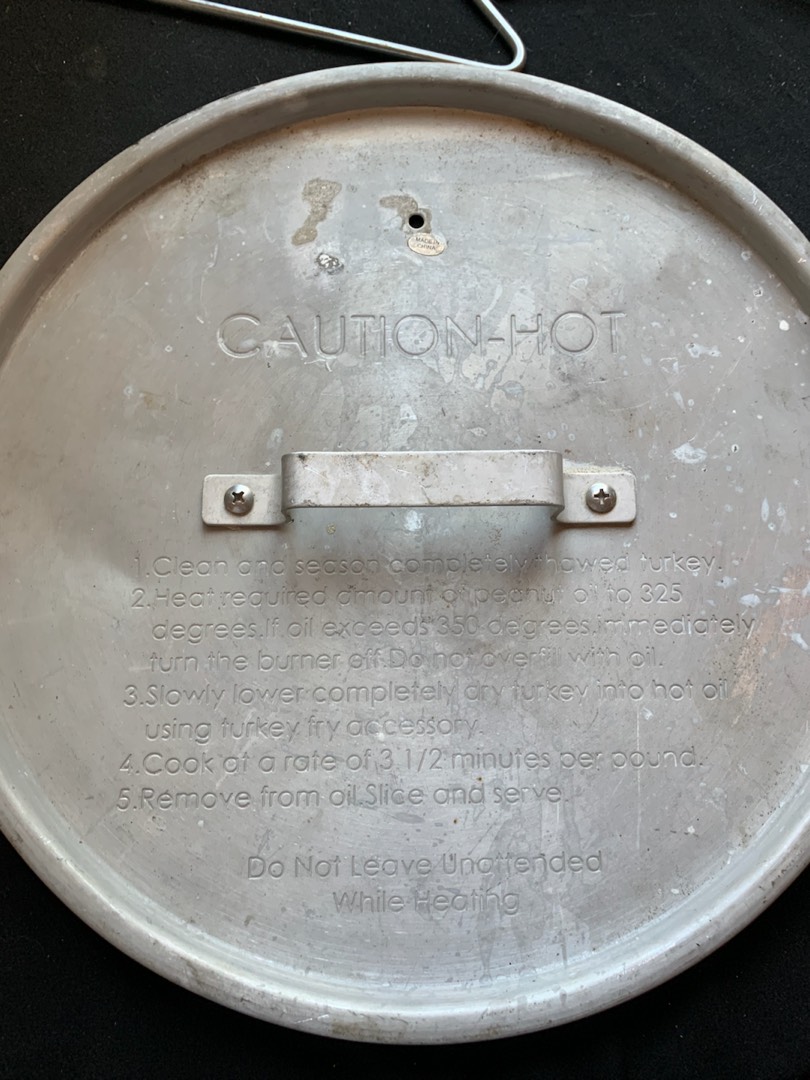 MADE IN
CAUTION-HOT
1.Clean and season completely thawed turkey.
2.Heat required amount of peanut oil to 325
degrees.If oil exceeds 350 degrees,immediately
turn the burner off.Do not overfill with oil.
3.Slowly lower completely dry turkey into hot oil
using turkey fry accessory.
4.Cook at a rate of 3 1/2 minutes per pound.
5.Remove from oil.Slice and serve.
Do Not Leave Unattended
While Heating